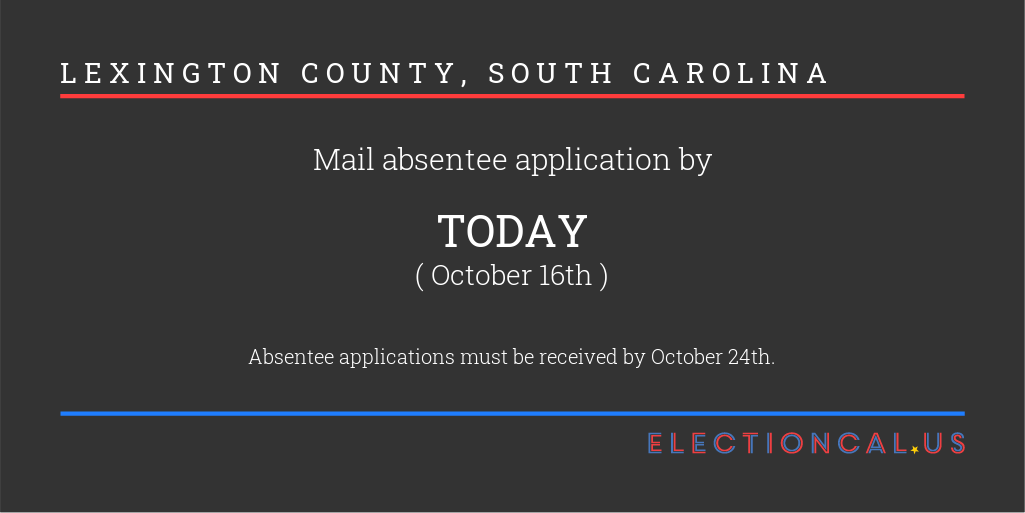 LEXINGTON COUNTY, SOUTH CAROLINA
Mail absentee application by
TODAY
( October 16th )
Absentee applications must be received by October 24th.
ELECTIONCAL.US